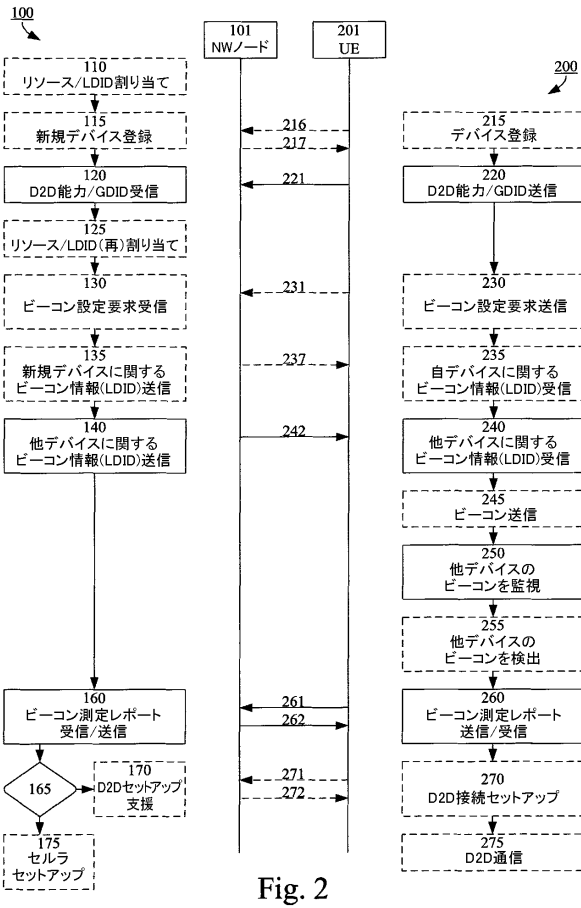 100
110
リソース/LDID割り当て
115
新規デバイス登録
120
D2D能力/GDID受信
125
リソース/LDID(再)割り当て
130
ビーコン設定要求受信
135
新規デバイスに関する
ビーコン情報(LDID)送信
140
他デバイスに関する
ビーコン情報(LDID)送信
160
ビーコン測定レポート
受信/送信
165
170
D2Dセットアップ
支援
175
セルラ
セットアップ
101
NWノード
201
UE
216
217
221
231
237
242
261
262
271
272
200
215
デバイス登録
220
D2D能力/GDID送信
230
ビーコン設定要求送信
235
自デバイスに関する
ビーコン情報(LDID)受信
240
他デバイスに関する
ビーコン情報(LDID)受信
245
ビーコン送信
250
他デバイスの
ビーコンを監視
255
他デバイスの
ビーコンを検出
260
ビーコン測定レポート
送信/受信
270
D2D接続セットアップ
275
D2D通信
Fig. 2